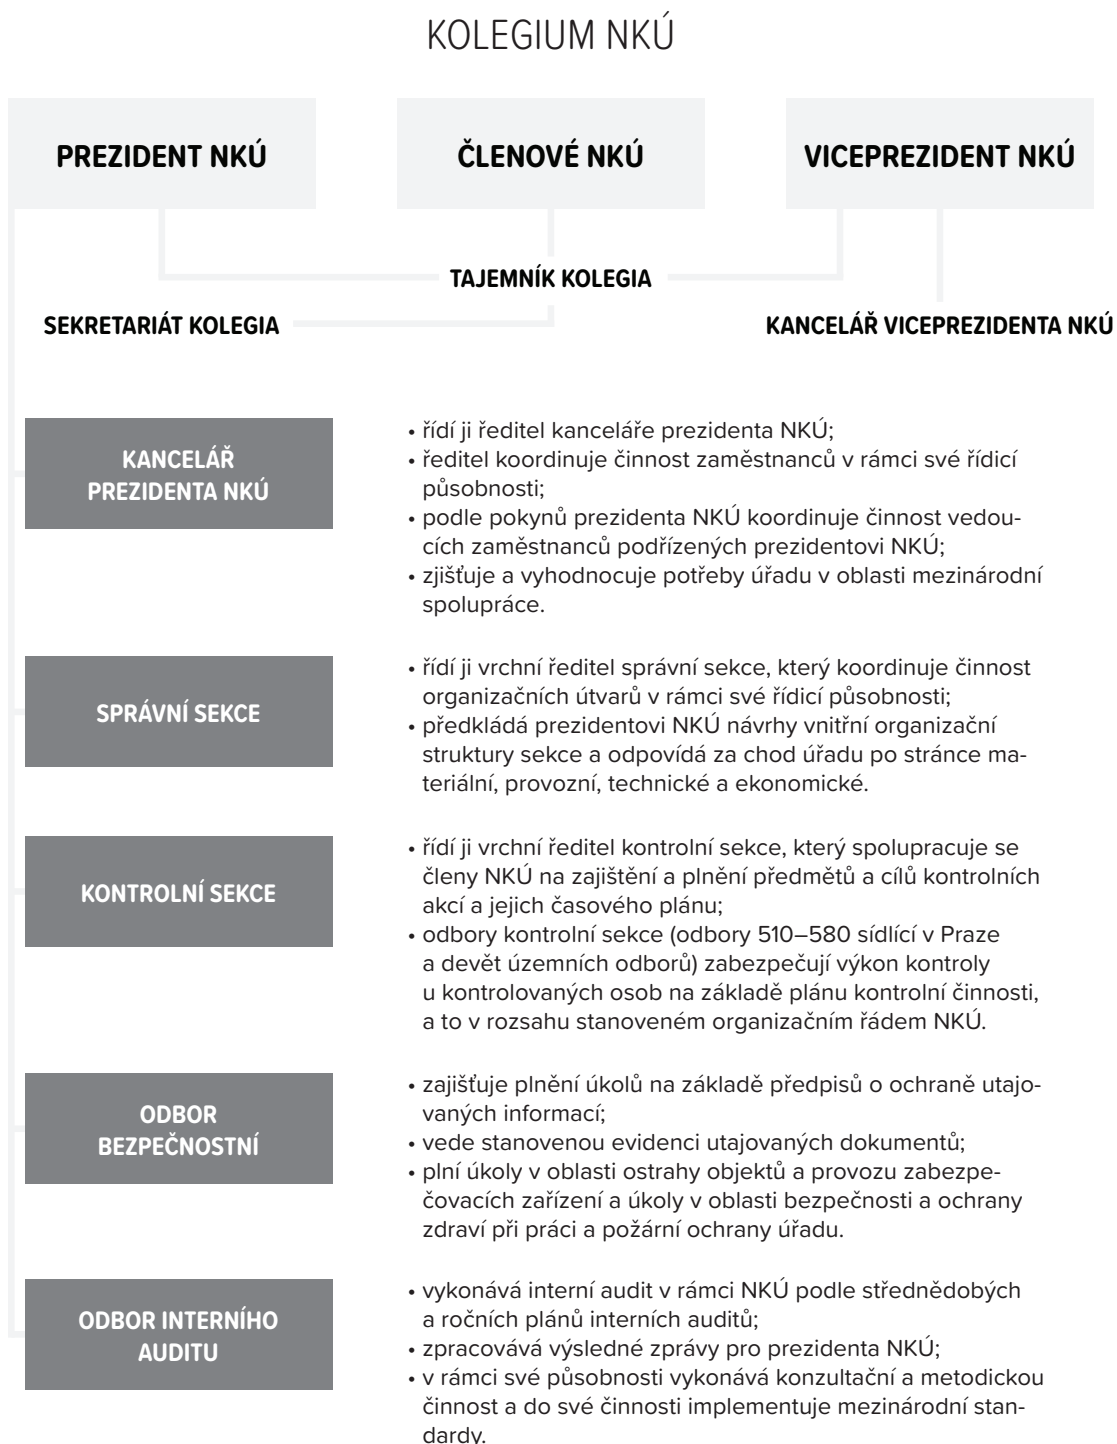 KOLEGIUM NKÚ
PREZIDENT NKÚ
ČLENOVÉ NKÚ
VICEPREZIDENT NKÚ
TAJEMNÍK KOLEGIA
SEKRETARIÁT KOLEGIA
KANCELÁŘ VICEPREZIDENTA NKÚ
KANCELÁŘ
PREZIDENTA NKÚ
• řídí ji ředitel kanceláře prezidenta NKÚ;
• ředitel koordinuje činnost zaměstnanců v rámci své řídicí
působnosti;
• podle pokynů prezidenta NKÚ koordinuje činnost vedou-
cích zaměstnanců podřízených prezidentovi NKÚ;
• zjišťuje a vyhodnocuje potřeby úřadu v oblasti mezinárodní
spolupráce.
SPRÁVNÍ SEKCE
• řídí ji vrchní ředitel správní sekce, který koordinuje činnost
organizačních útvarů v rámci své řídicí působnosti;
• předkládá prezidentovi NKÚ návrhy vnitřní organizační
struktury sekce a odpovídá za chod úřadu po stránce ma-
teriální, provozní, technické a ekonomické.
KONTROLNÍ SEKCE
• řídí ji vrchní ředitel kontrolní sekce, který spolupracuje se
členy NKÚ na zajištění a plnění předmětů a cílů kontrolních
akcí a jejich časového plánu;
• odbory kontrolní sekce (odbory 510–580 sídlící v Praze
a devět územních odborů) zabezpečují výkon kontroly
u kontrolovaných osob na základě plánu kontrolní činnosti,
a to v rozsahu stanoveném organizačním řádem NKÚ.
ODBOR
BEZPEČNOSTNÍ
• zajišťuje plnění úkolů na základě předpisů o ochraně utajo-
vaných informací;
• vede stanovenou evidenci utajovaných dokumentů;
• plní úkoly v oblasti ostrahy objektů a provozu zabezpe-
čovacích zařízení a úkoly v oblasti bezpečnosti a ochrany
zdraví při práci a požární ochrany úřadu.
ODBOR INTERNÍHO
AUDITU
• vykonává interní audit v rámci NKÚ podle střednědobých
a ročních plánů interních auditů;
• zpracovává výsledné zprávy pro prezidenta NKÚ;
• v rámci své působnosti vykonává konzultační a metodickou
činnost a do své činnosti implementuje mezinárodní stan-
dardy.